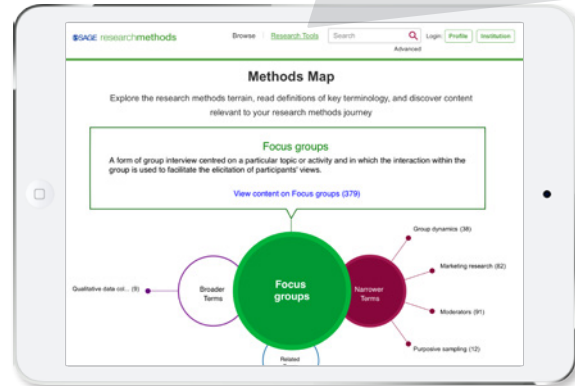 SAGE researchmethods
Browse Research Tools Search Login: Profile Institution
Advanced
Methods Map
Explore the research methods terrain, read definitions of key terminology, and discover content
relevant to your research methods journey
Focus groups
A form of group interview centred on a particular topic or activity and in which the interaction within the
group is used to facilitate the elicitation of participants' views.
View content on Focus groups (379)
Group dynamics (38)
Marketing research (62)
Qualitative data col... (9)
Broader
Terms
Focus
groups
Narrower
Terms
Moderators (91)
Purposive sampling (12)
Related